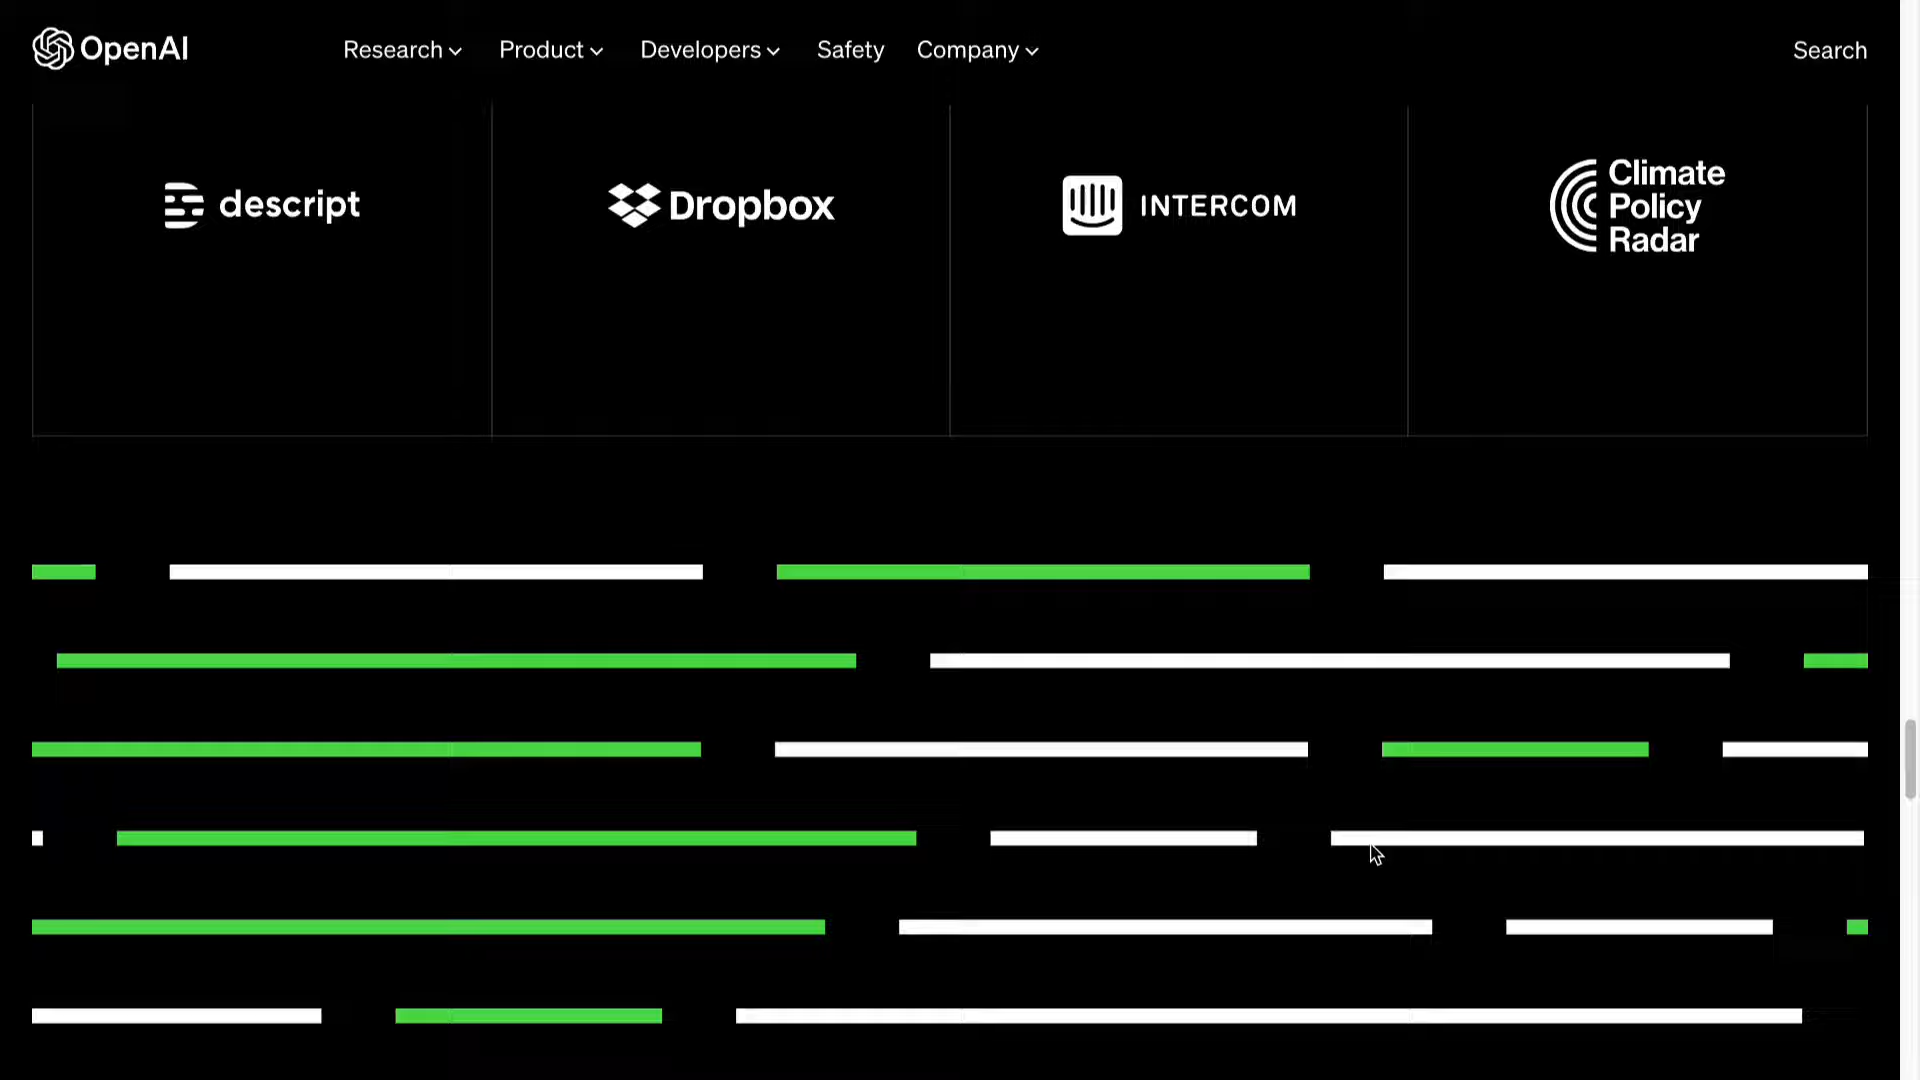 OpenAI Research Product Developers Safety Company Search
descript
Dropbox
INTERCOM
Climate
Policy
Radar